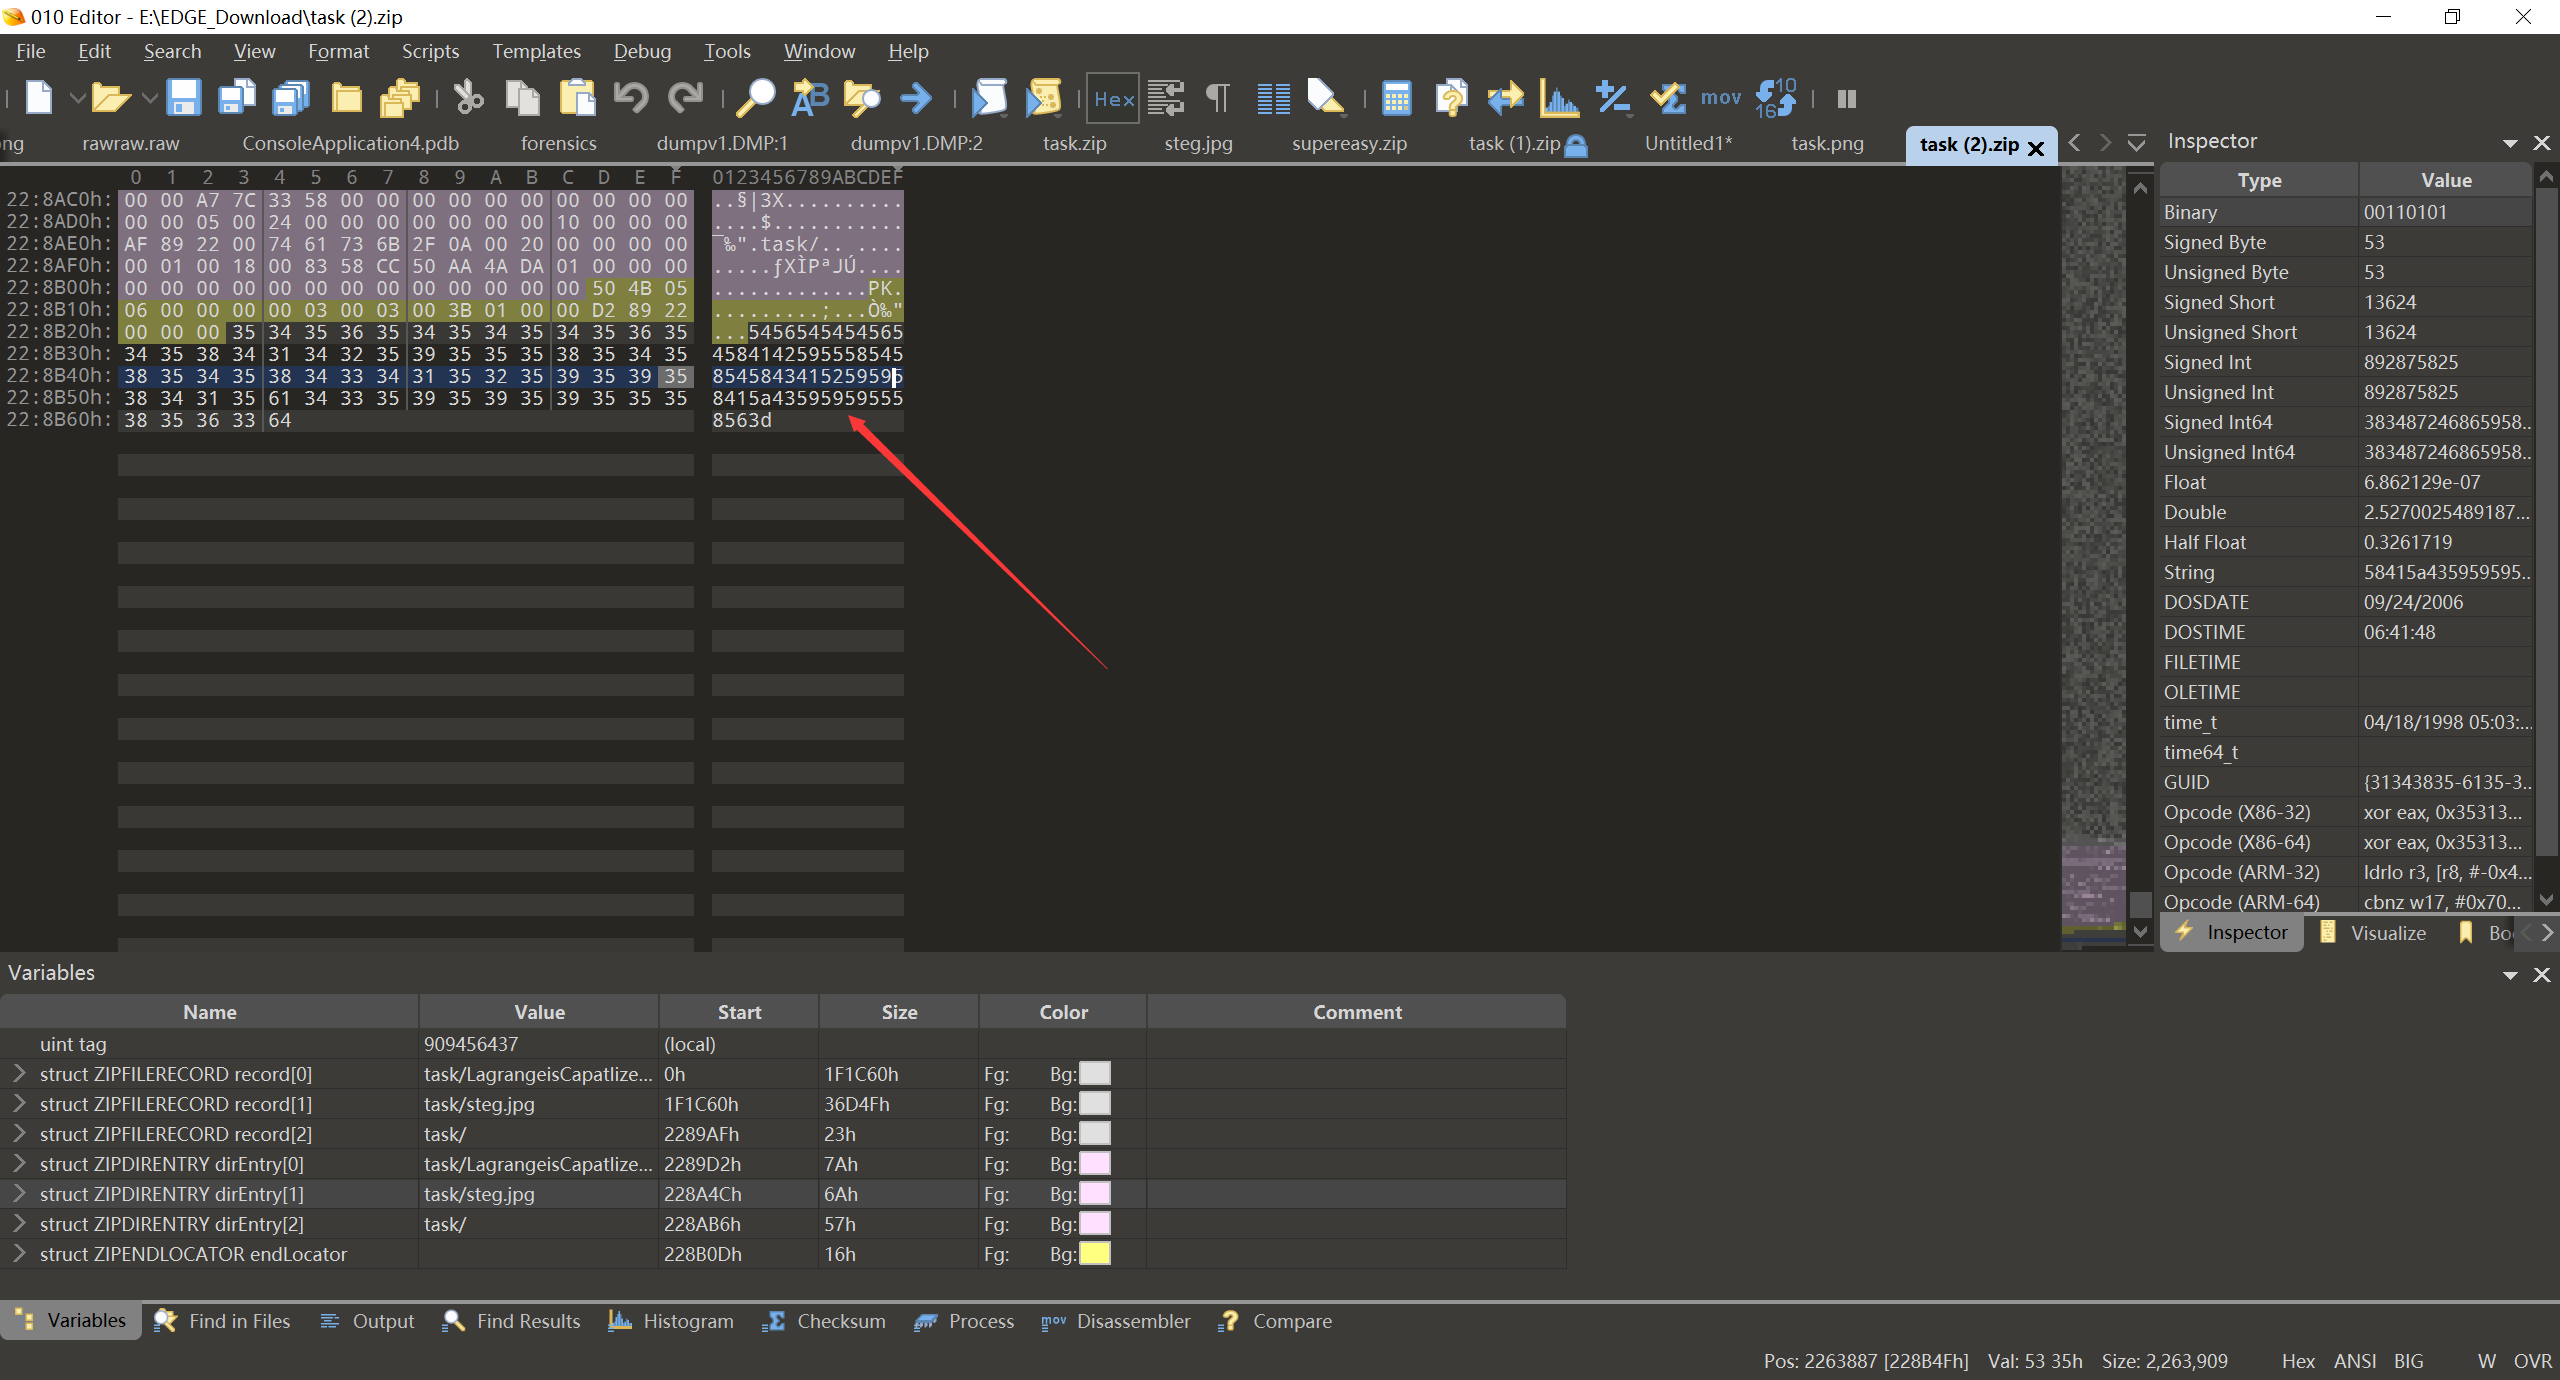 010 Editor - E:\EDGE_Download\task (2).zip
File Edit Search View Format Scripts Templates Debug Tools Window Help
Hex mov
ng rawraw.raw ConsoleApplication4.pdb forensics dumpv1.DMP:1 dumpv1.DMP:2 task.zip steg.jpg supereasy.zip task (1).zip Untitled1* task.png task (2).zip
0 1 2 3 4 5 6 7 8 9 A B C D E F 0123456789ABCDEF
22:8AC0h: 00 00 A7 7C 33 58 00 00 00 00 00 00 00 00 00 00 ..§|3X..........
22:8AD0h: 00 00 05 00 24 00 00 00 00 00 00 00 10 00 00 00 ....$...........
22:8AE0h: AF 89 22 00 74 61 73 6B 2F 0A 00 20 00 00 00 00 ¯‰".task/.. ....
22:8AF0h: 00 01 00 18 00 83 58 CC 50 AA 4A DA 01 00 00 00 .....ƒXÌPªJÚ....
22:8B00h: 00 00 00 00 00 00 00 00 00 00 00 00 00 50 4B 05 .............PK.
22:8B10h: 06 00 00 00 00 03 00 03 00 3B 01 00 00 D2 89 22 .........;...Ò‰"
22:8B20h: 00 00 00 35 34 35 36 35 34 35 34 35 34 35 36 35 ...5456545454565
22:8B30h: 34 35 38 34 31 34 32 35 39 35 35 35 38 35 34 35 4584142595558545
22:8B40h: 38 35 34 35 38 34 33 34 31 35 32 35 39 35 39 35 8545843415259595
22:8B50h: 38 34 31 35 61 34 33 35 39 35 39 35 39 35 35 35 8415a43595959555
22:8B60h: 38 35 36 33 64 8563d
Inspector
Type Value
Binary 00110101
Signed Byte 53
Unsigned Byte 53
Signed Short 13624
Unsigned Short 13624
Signed Int 892875825
Unsigned Int 892875825
Signed Int64 383487246865958..
Unsigned Int64 383487246865958..
Float 6.862129e-07
Double 2.5270025489187...
Half Float 0.3261719
String 58415a435959595..
DOSDATE 09/24/2006
DOSTIME 06:41:48
FILETIME
OLETIME
time_t 04/18/1998 05:03:...
time64_t
GUID {31343835-6135-3..
Opcode (X86-32) xor eax, 0x35313...
Opcode (X86-64) xor eax, 0x35313...
Opcode (ARM-32) ldrlo r3, [r8, #-0x4...
Opcode (ARM-64) cbnz w17, #0x70...
Inspector Visualize Boo
Variables
Name Value Start Size Color Comment
uint tag 909456437 (local)
struct ZIPFILERECORD record[0] task/LagrangeisCapatlize... 0h 1F1C60h Fg: Bg:
struct ZIPFILERECORD record[1] task/steg.jpg 1F1C60h 36D4Fh Fg: Bg:
struct ZIPFILERECORD record[2] task/ 2289AFh 23h Fg: Bg:
struct ZIPDIRENTRY dirEntry[0] task/LagrangeisCapatlize... 2289D2h 7Ah Fg: Bg:
struct ZIPDIRENTRY dirEntry[1] task/steg.jpg 228A4Ch 6Ah Fg: Bg:
struct ZIPDIRENTRY dirEntry[2] task/ 228AB6h 57h Fg: Bg:
struct ZIPENDLOCATOR endLocator 228B0Dh 16h Fg: Bg:
Variables Find in Files Output Find Results Histogram Checksum Process Disassembler Compare
Pos: 2263887 [228B4Fh] Val: 53 35h Size: 2,263,909 Hex ANSI BIG W OVR